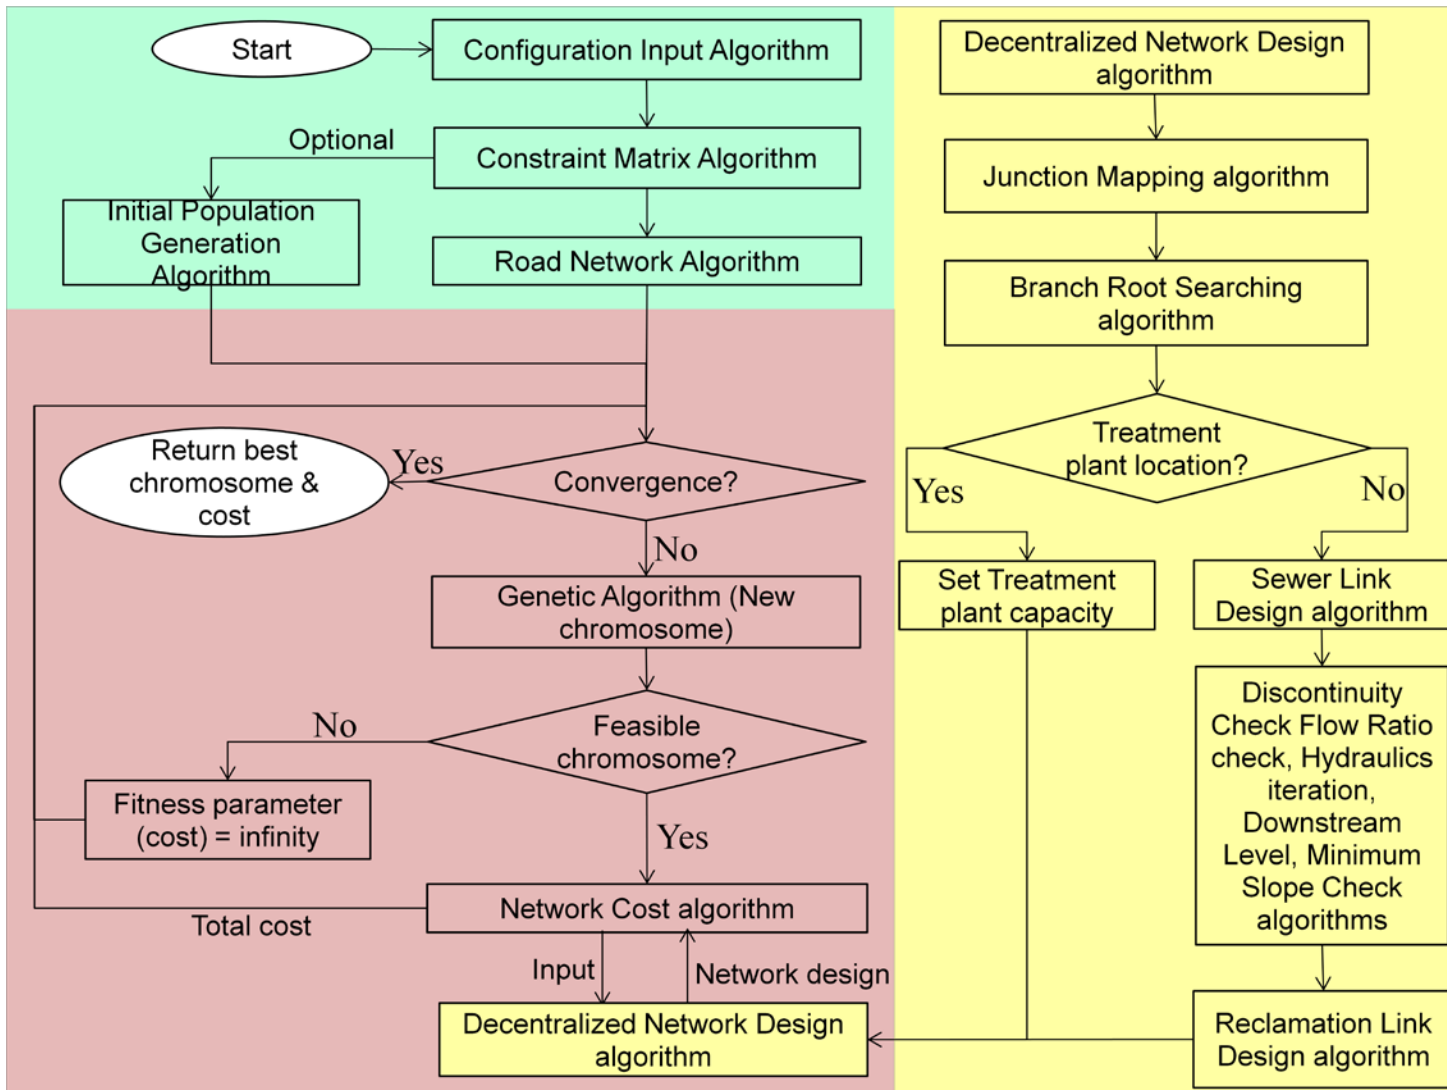 Start
Configuration Input Algorithm
Optional
Constraint Matrix Algorithm
Initial Population
Generation
Algorithm
Road Network Algorithm
Return best
chromosome &
cost
Yes
Convergence?
No
Genetic Algorithm (New
chromosome)
No
Feasible
chromosome?
Fitness parameter
(cost) = infinity
Yes
Network Cost algorithm
Total cost
Input
Network design
Decentralized Network Design
algorithm
Decentralized Network Design
algorithm
Junction Mapping algorithm
Branch Root Searching
algorithm
Treatment
plant location?
Yes
No
Set Treatment
plant capacity
Sewer Link
Design algorithm
Discontinuity
Check Flow Ratio
check, Hydraulics
iteration,
Downstream
Level, Minimum
Slope Check
algorithms
Reclamation Link
Design algorithm